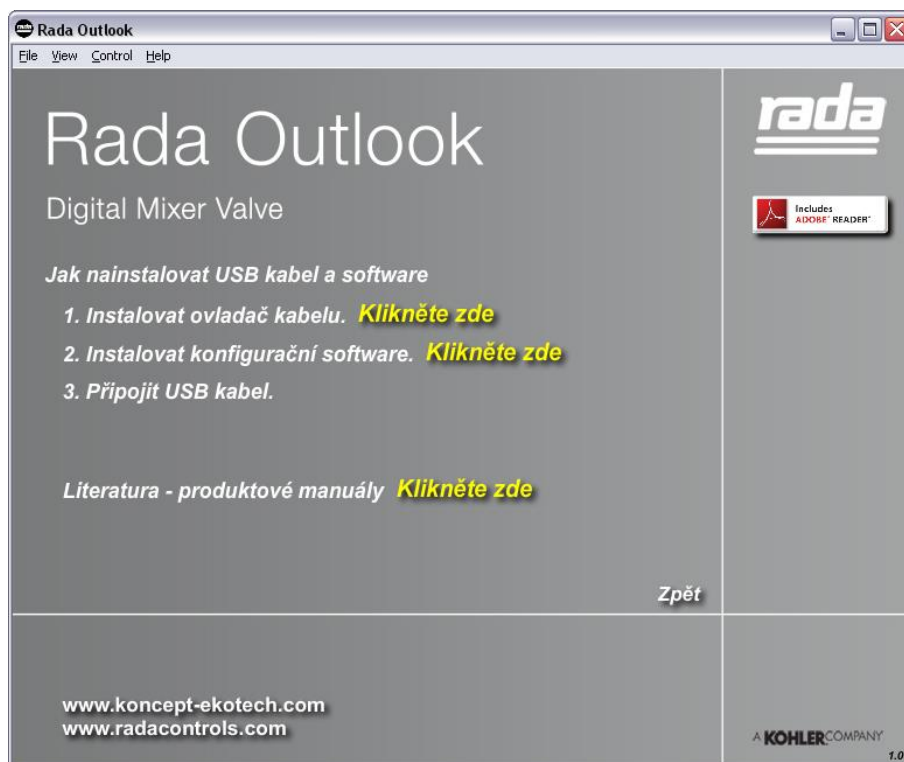 Rada Outlook
File View Control Help
Rada Outlook
Digital Mixer Valve
rada
Includes
ADOBE® READER®
Jak nainstalovat USB kabel a software
1. Instalovat ovladač kabelu. Klikněte zde
2. Instalovat konfigurační software. Klikněte zde
3. Připojit USB kabel.
Literatura - produktové manuály Klikněte zde
Zpět
www.koncept-ekotech.com
www.radacontrols.com
A KOHLER COMPANY
1.0